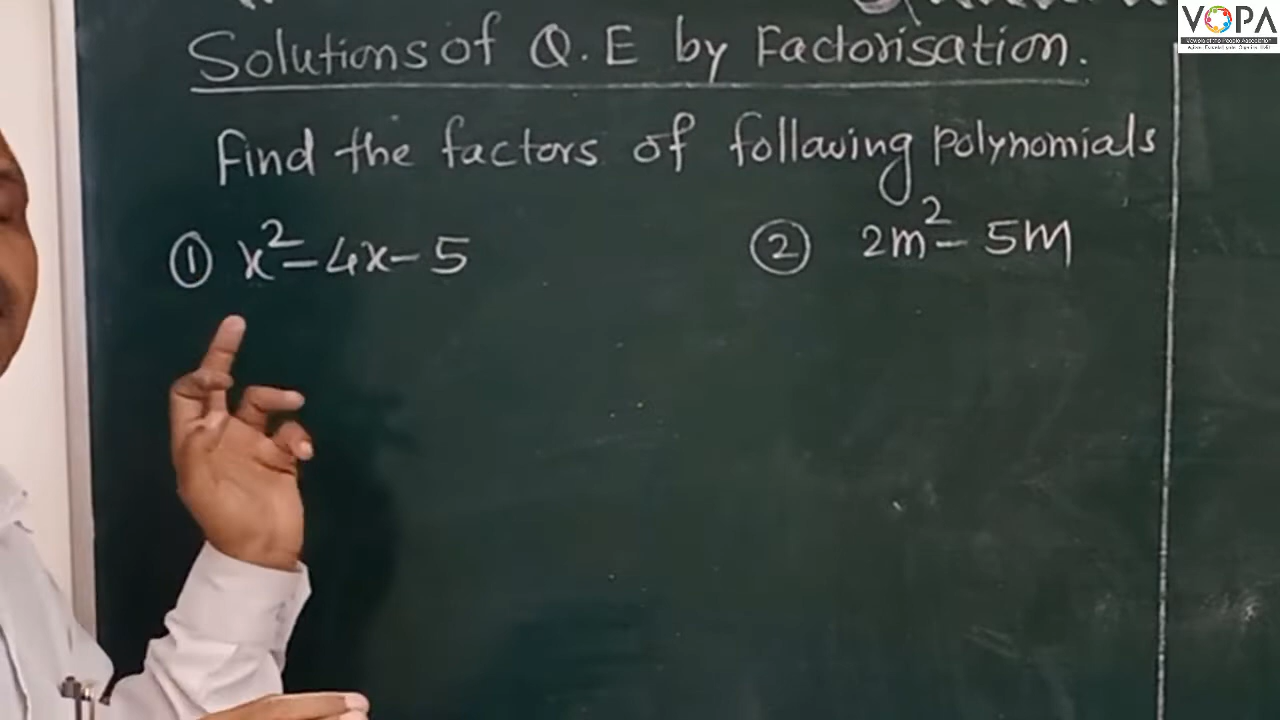 VOPA
Solutions of Q.E by Factorisation.
Find the factors of following polynomials
① x² - 4x - 5
② 2m² - 5m